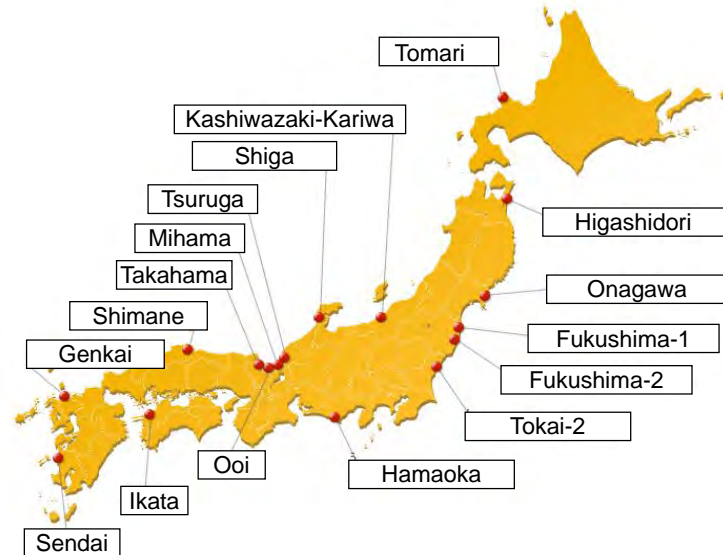 Tomari
Kashiwazaki-Kariwa
Shiga
Tsuruga
Mihama
Takahama
Shimane
Genkai
Higashidori
Onagawa
Fukushima-1
Fukushima-2
Tokai-2
Ooi
Hamaoka
Ikata
Sendai